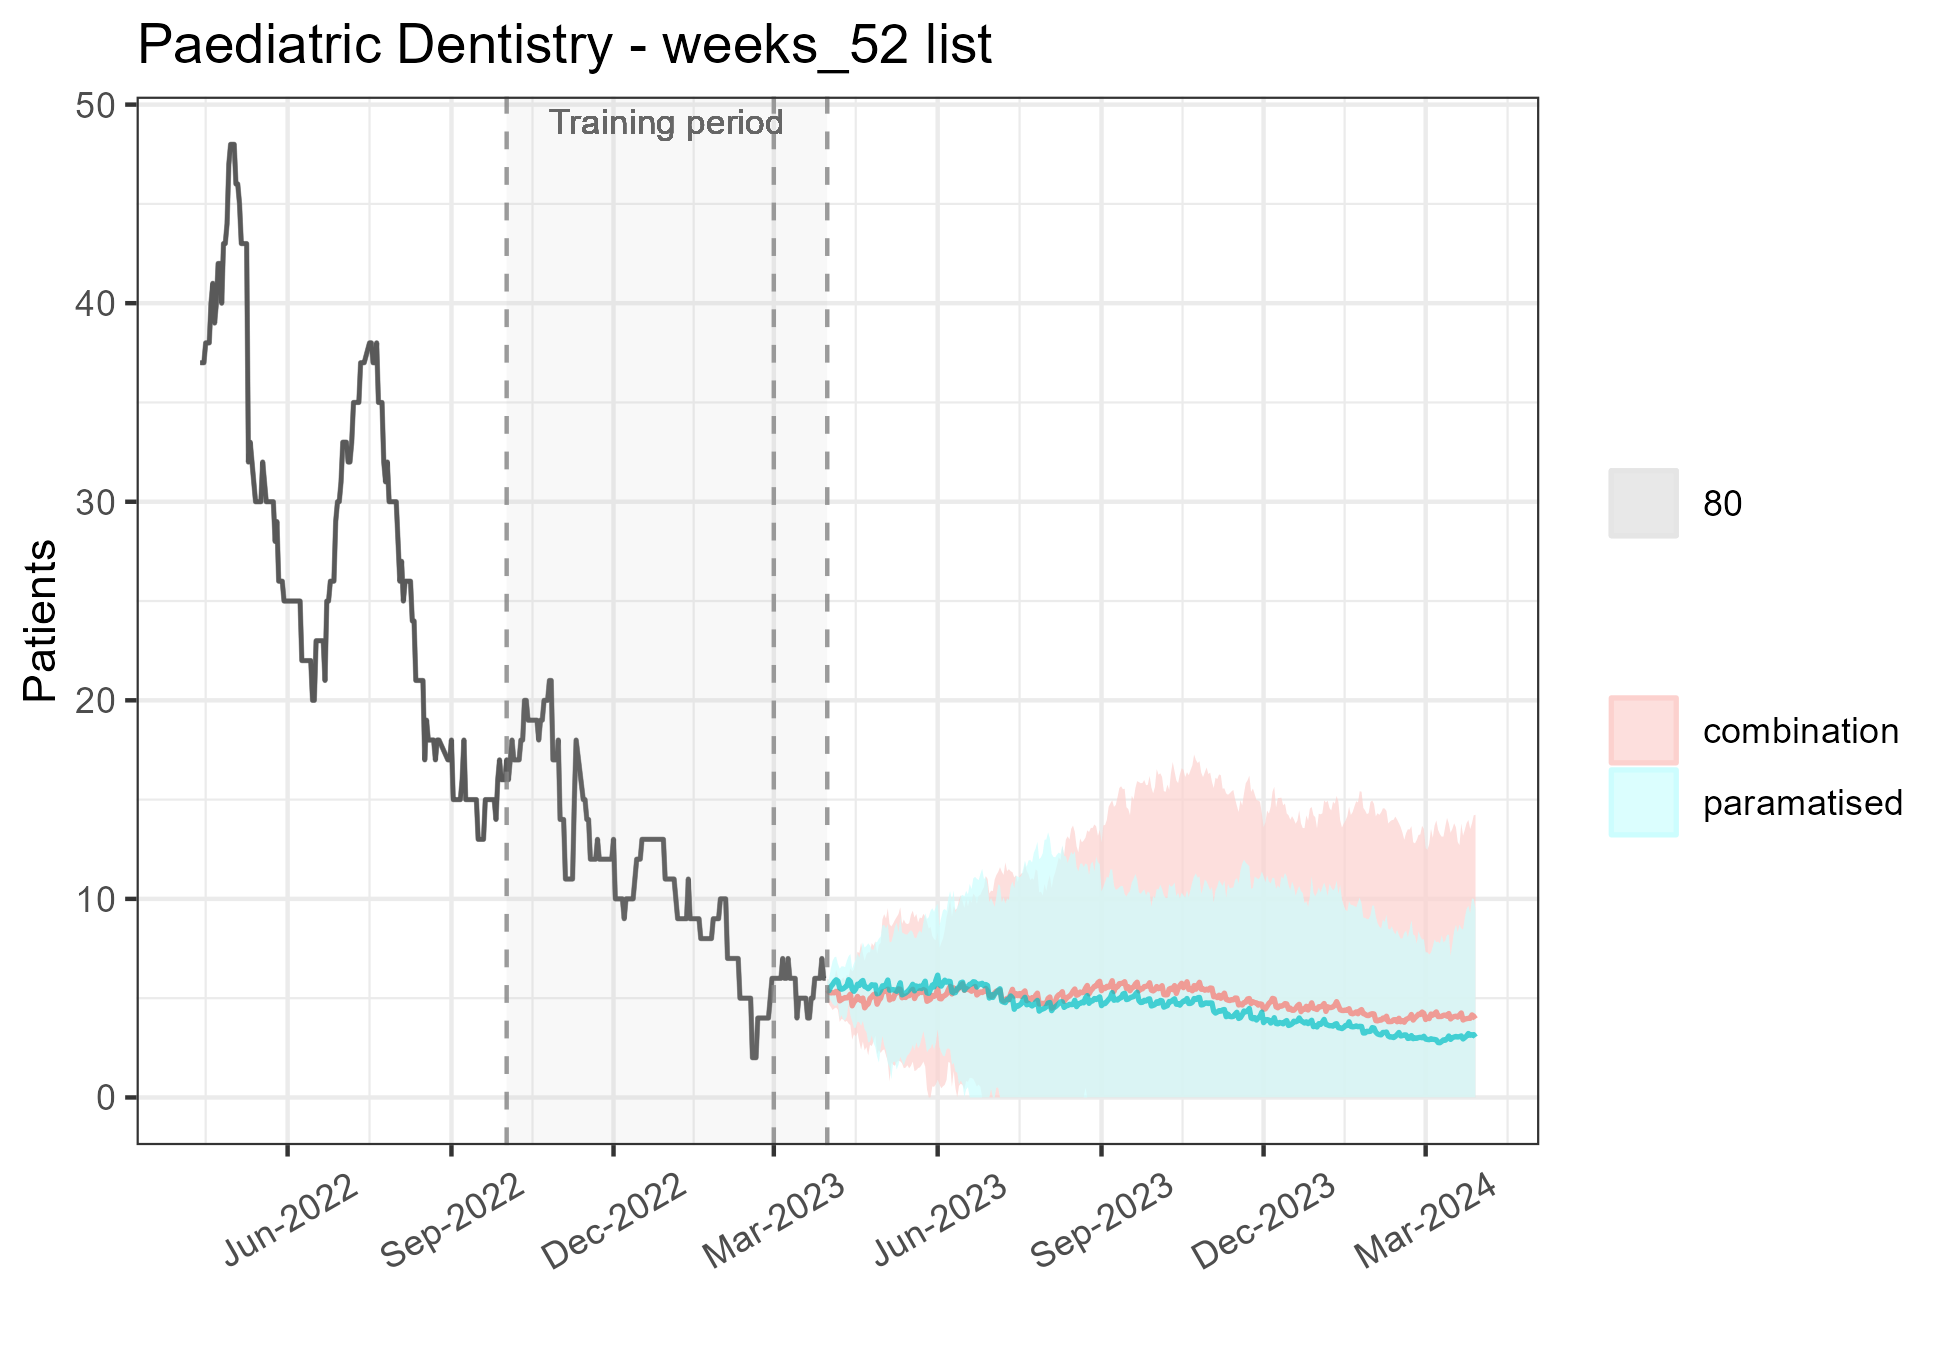 Paediatric Dentistry - weeks_52 list
Training period
50
40
30
20
10
0
Patients
Jun-2022
Sep-2022
Dec-2022
Mar-2023
Jun-2023
Sep-2023
Dec-2023
Mar-2024
80
combination
paramatised